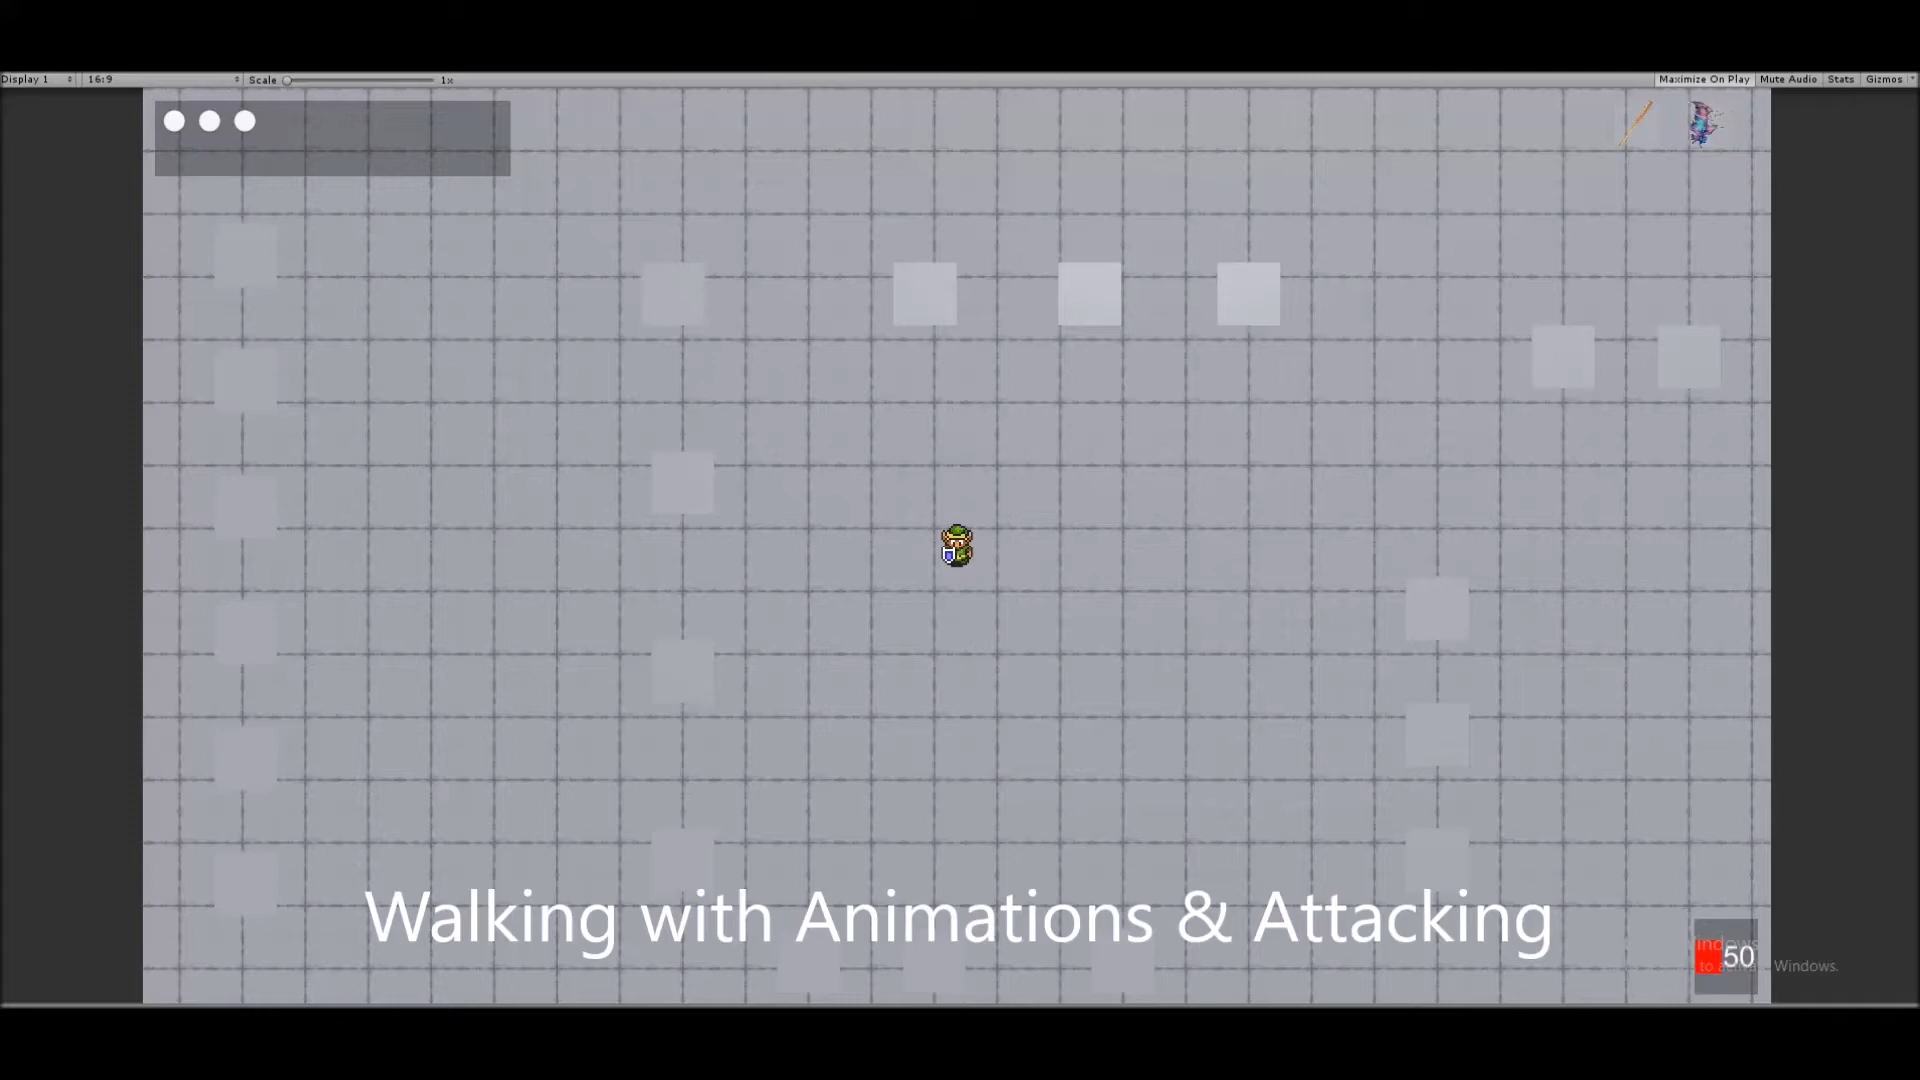 Display 1 16:9 Scale 1x Maximize On Play Mute Audio Stats Gizmos
Walking with Animations & Attacking
50
Windows.